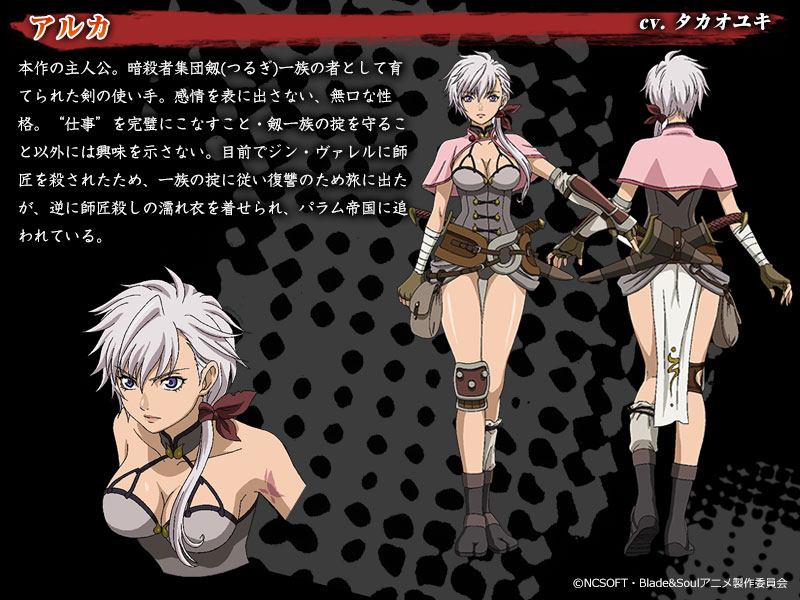 アルカ
cv. タカオユキ
本作の主人公。暗殺者集団剱(つるぎ)一族の者として育
てられた剣の使い手。感情を表に出さない、無口な性
格。“仕事”を完璧にこなすこと・剱一族の掟を守るこ
と以外には興味を示さない。目前でジン・ヴァレルに師
匠を殺されたため、一族の掟に従い復讐のため旅に出た
が、逆に師匠殺しの濡れ衣を着せられ、パラム帝国に追
われている。
©NCSOFT・Blade&Soulアニメ製作委員会